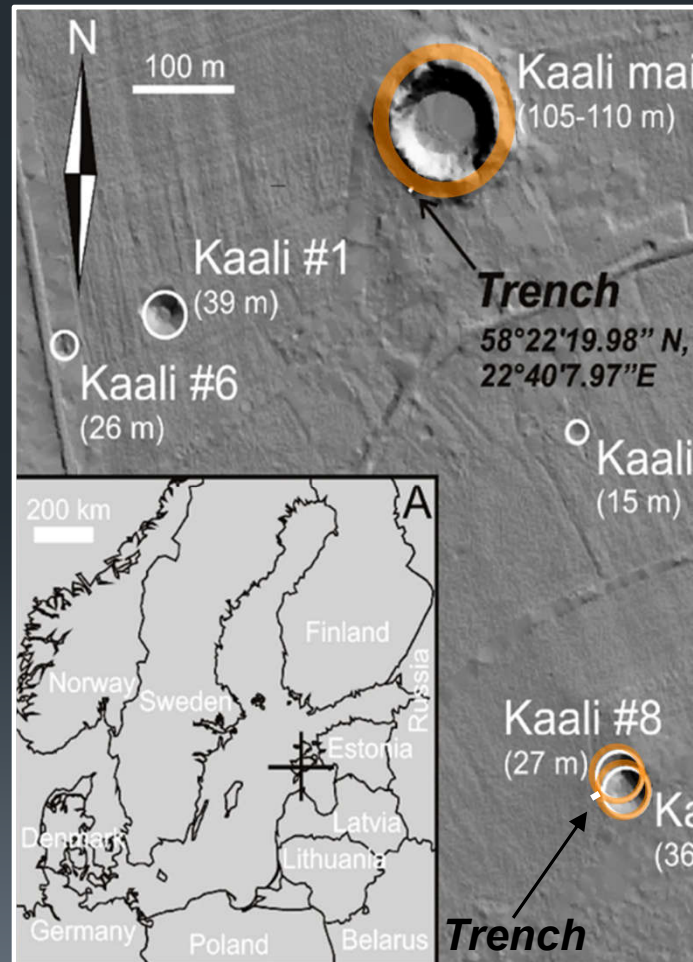 N
100 m
Kaali mai
(105-110 m)
Kaali #1
(39 m)
Trench
58°22'19.98” N,
22°40'7.97”E
Kaali #6
(26 m)
Kaali
(15 m)
200 km
A
Finland
Norway
Sweden
Russia
Estonia
Latvia
Denmark
Lithuania
Germany
Poland
Belarus
Kaali #8
(27 m)
Ka
(36
Trench